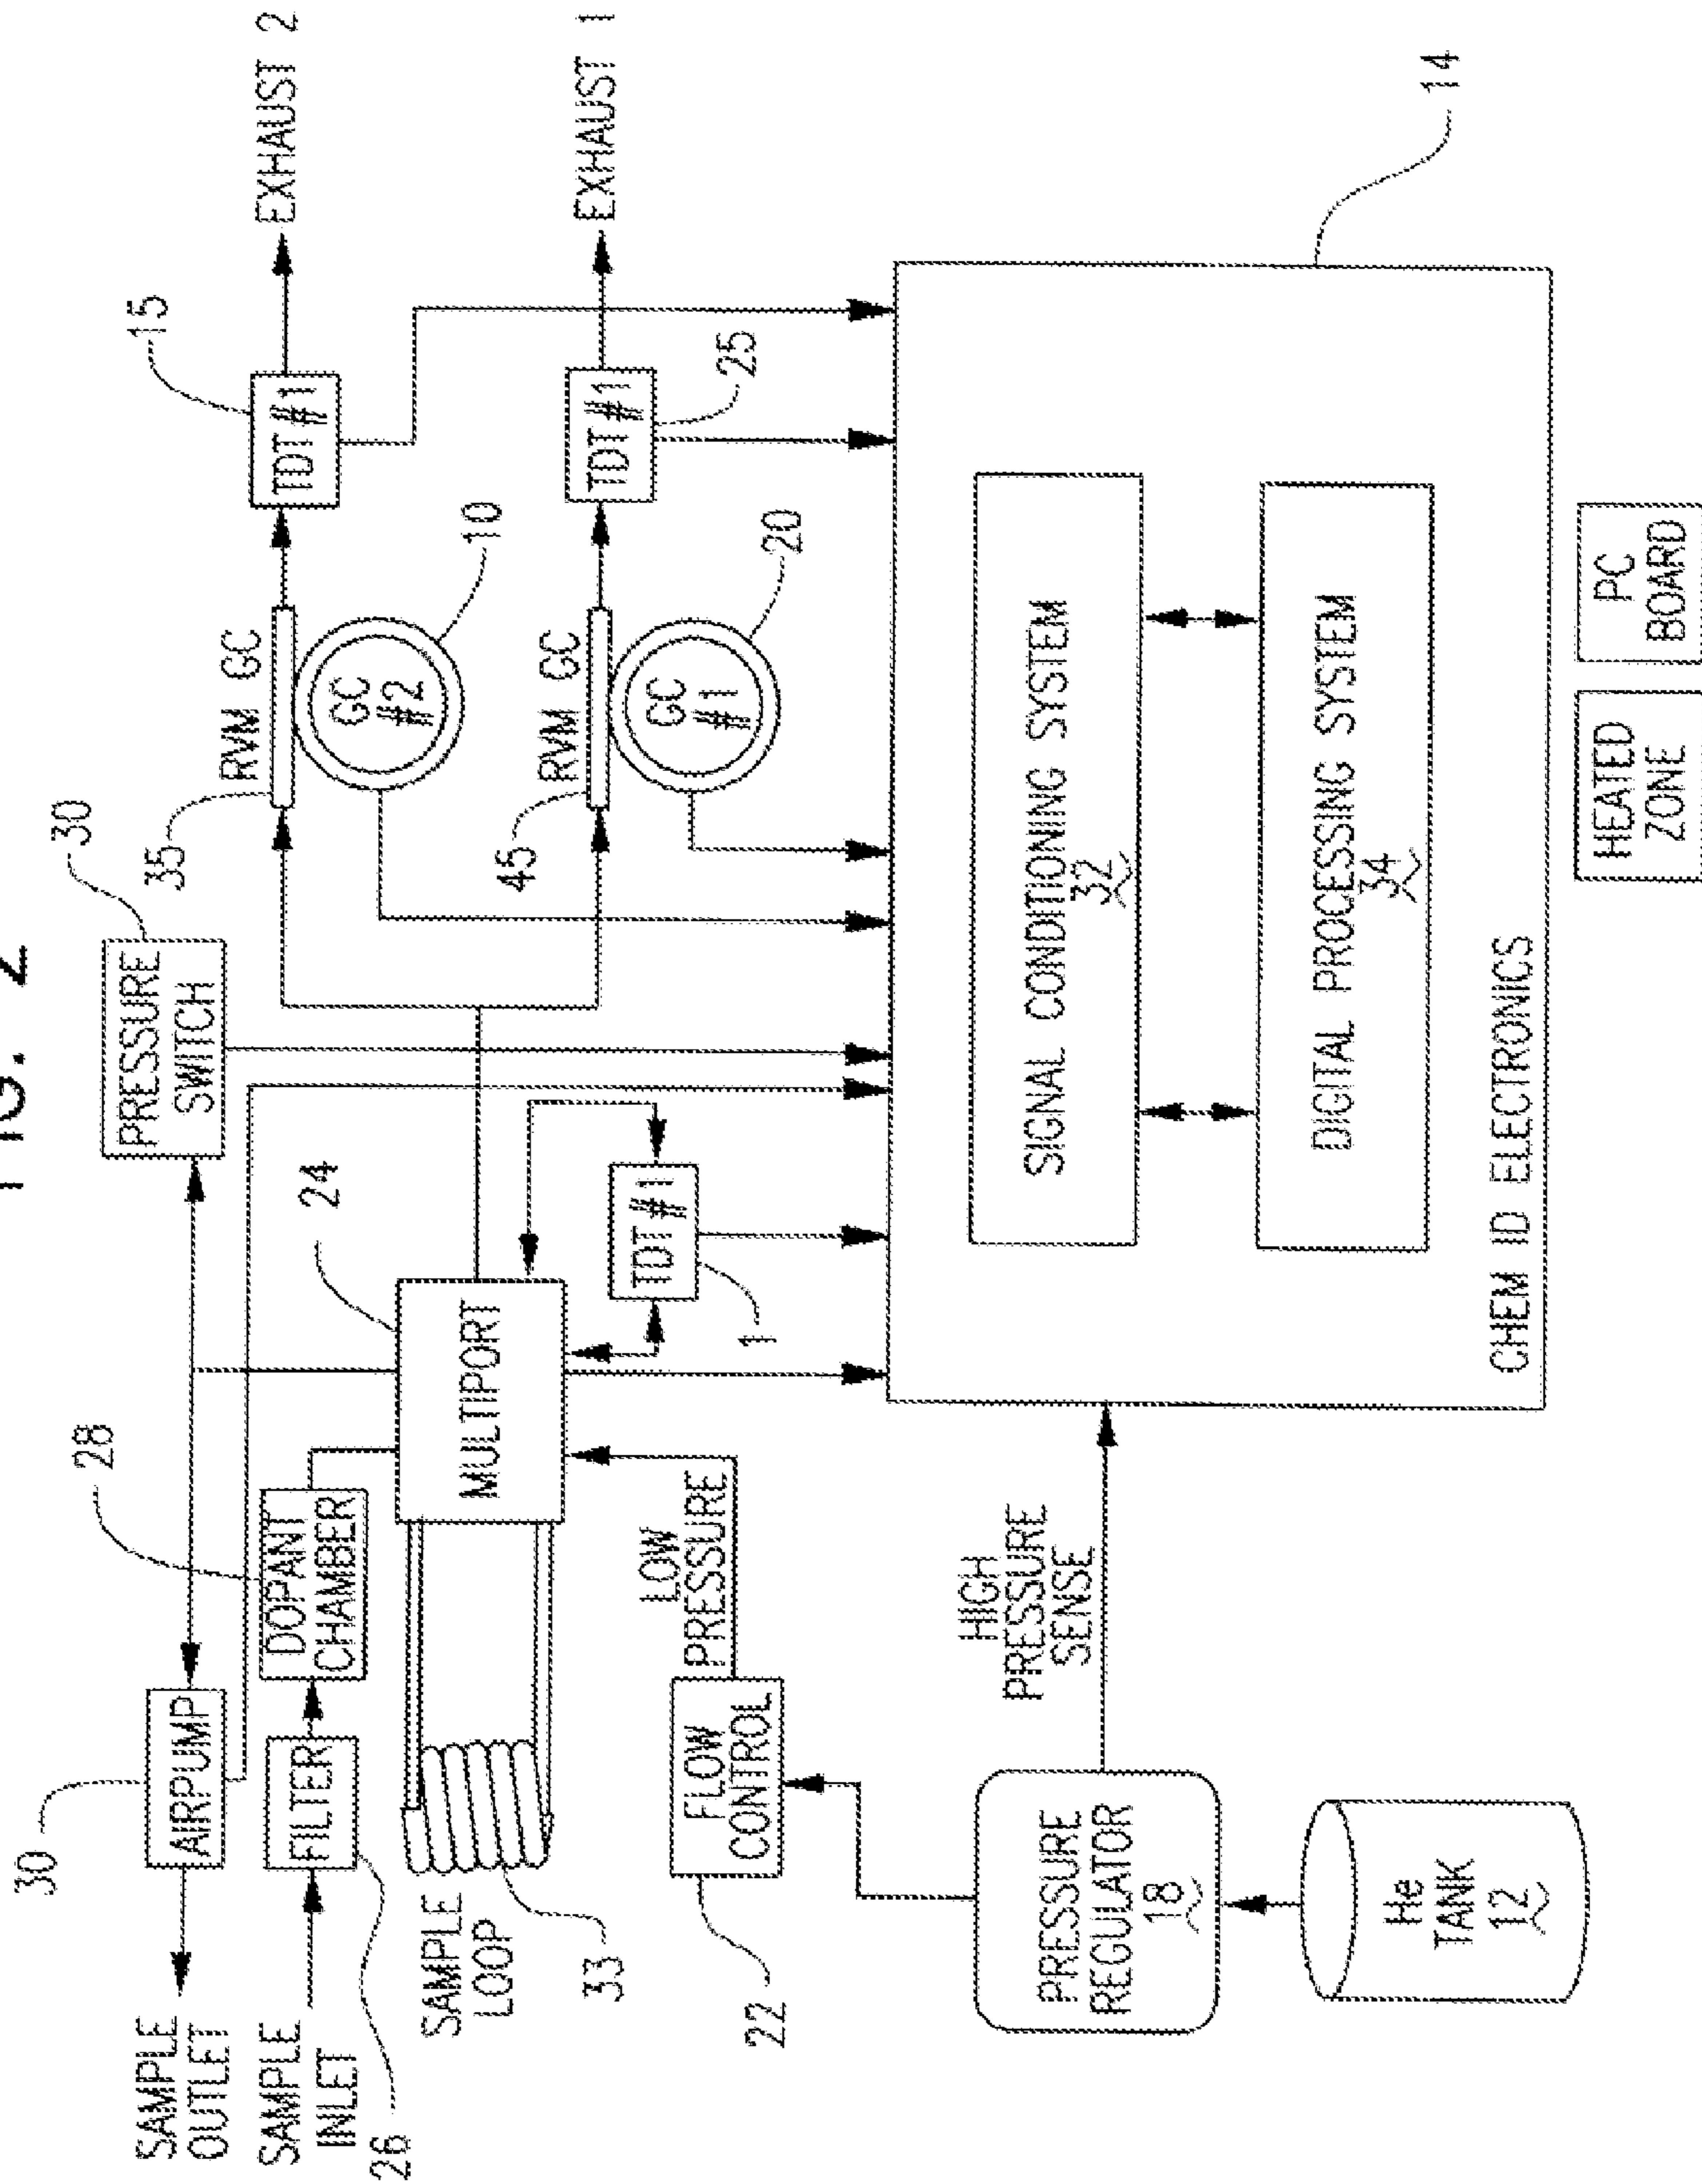 FIG. 2
30
PRESSURE
SWITCH
30
AIRPUMP
SAMPLE
OUTLET
SAMPLE
INLET
26
FILTER
28
DOPANT
CHAMBER
24
MULTIPORT
SAMPLE
LOOP
33
TDT #1
1
35
RVM GC
GC
#2
10
TDT #1
15
EXHAUST 2
45
RVM GC
GC
#1
20
TDT #1
25
EXHAUST 1
LOW
PRESSURE
FLOW
CONTROL
22
HIGH
PRESSURE
SENSE
PRESSURE
REGULATOR
18
He
TANK
12
14
SIGNAL CONDITIONING SYSTEM
32
DIGITAL PROCESSING SYSTEM
34
CHEM ID ELECTRONICS
HEATED
ZONE
PC
BOARD